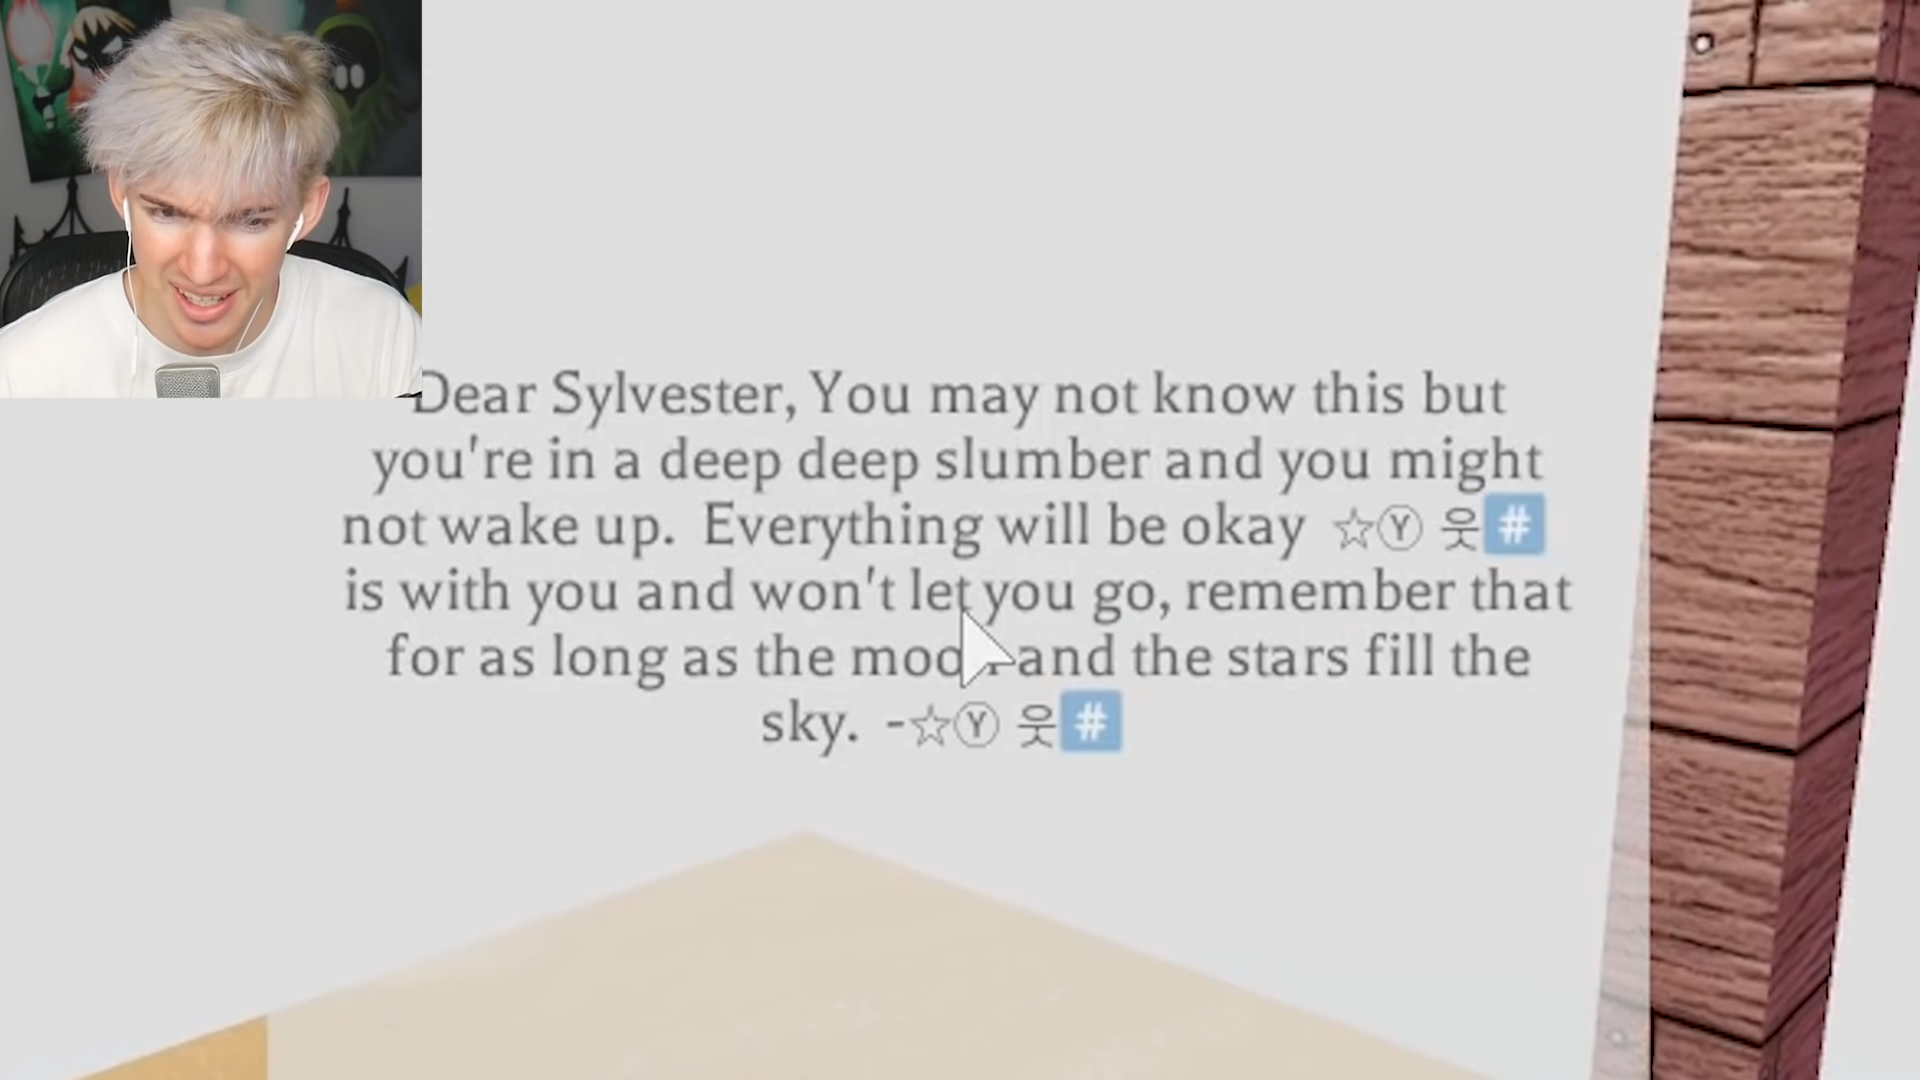 Dear Sylvester, You may not know this but
you're in a deep deep slumber and you might
not wake up. Everything will be okay ☆Ⓨ 웃#️⃣
is with you and won't let you go, remember that
for as long as the moon and the stars fill the
sky. -☆Ⓨ 웃#️⃣